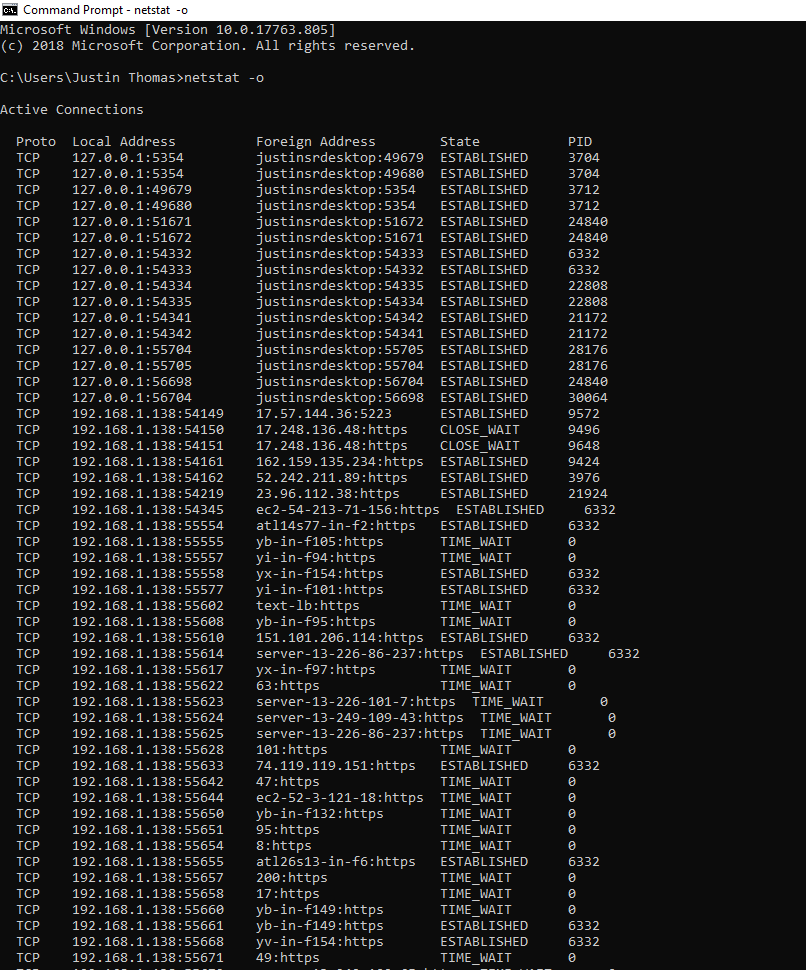 Command Prompt - netstat -o
Microsoft Windows [Version 10.0.17763.805]
(c) 2018 Microsoft Corporation. All rights reserved.
C:\Users\Justin Thomas>netstat -o
Active Connections
Proto Local Address Foreign Address State PID
TCP 127.0.0.1:5354 justinsrdesktop:49679 ESTABLISHED 3704
TCP 127.0.0.1:5354 justinsrdesktop:49680 ESTABLISHED 3704
TCP 127.0.0.1:49679 justinsrdesktop:5354 ESTABLISHED 3712
TCP 127.0.0.1:49680 justinsrdesktop:5354 ESTABLISHED 3712
TCP 127.0.0.1:51671 justinsrdesktop:51672 ESTABLISHED 24840
TCP 127.0.0.1:51672 justinsrdesktop:51671 ESTABLISHED 24840
TCP 127.0.0.1:54332 justinsrdesktop:54333 ESTABLISHED 6332
TCP 127.0.0.1:54333 justinsrdesktop:54332 ESTABLISHED 6332
TCP 127.0.0.1:54334 justinsrdesktop:54335 ESTABLISHED 22808
TCP 127.0.0.1:54335 justinsrdesktop:54334 ESTABLISHED 22808
TCP 127.0.0.1:54341 justinsrdesktop:54342 ESTABLISHED 21172
TCP 127.0.0.1:54342 justinsrdesktop:54341 ESTABLISHED 21172
TCP 127.0.0.1:55704 justinsrdesktop:55705 ESTABLISHED 28176
TCP 127.0.0.1:55705 justinsrdesktop:55704 ESTABLISHED 28176
TCP 127.0.0.1:56698 justinsrdesktop:56704 ESTABLISHED 24840
TCP 127.0.0.1:56704 justinsrdesktop:56698 ESTABLISHED 30064
TCP 192.168.1.138:54149 17.57.144.36:5223 ESTABLISHED 9572
TCP 192.168.1.138:54150 17.248.136.48:https CLOSE_WAIT 9496
TCP 192.168.1.138:54151 17.248.136.48:https CLOSE_WAIT 9648
TCP 192.168.1.138:54161 162.159.135.234:https ESTABLISHED 9424
TCP 192.168.1.138:54162 52.242.211.89:https ESTABLISHED 3976
TCP 192.168.1.138:54219 23.96.112.38:https ESTABLISHED 21924
TCP 192.168.1.138:54345 ec2-54-213-71-156:https ESTABLISHED 6332
TCP 192.168.1.138:55554 atl14s77-in-f2:https ESTABLISHED 6332
TCP 192.168.1.138:55555 yb-in-f105:https TIME_WAIT 0
TCP 192.168.1.138:55557 yi-in-f94:https TIME_WAIT 0
TCP 192.168.1.138:55558 yx-in-f154:https ESTABLISHED 6332
TCP 192.168.1.138:55577 yi-in-f101:https ESTABLISHED 6332
TCP 192.168.1.138:55602 text-lb:https TIME_WAIT 0
TCP 192.168.1.138:55608 yb-in-f95:https TIME_WAIT 0
TCP 192.168.1.138:55610 151.101.206.114:https ESTABLISHED 6332
TCP 192.168.1.138:55614 server-13-226-86-237:https ESTABLISHED 6332
TCP 192.168.1.138:55617 yx-in-f97:https TIME_WAIT 0
TCP 192.168.1.138:55622 63:https TIME_WAIT 0
TCP 192.168.1.138:55623 server-13-226-101-7:https TIME_WAIT 0
TCP 192.168.1.138:55624 server-13-249-109-43:https TIME_WAIT 0
TCP 192.168.1.138:55625 server-13-226-86-237:https TIME_WAIT 0
TCP 192.168.1.138:55628 101:https TIME_WAIT 0
TCP 192.168.1.138:55633 74.119.119.151:https ESTABLISHED 6332
TCP 192.168.1.138:55642 47:https TIME_WAIT 0
TCP 192.168.1.138:55644 ec2-52-3-121-18:https TIME_WAIT 0
TCP 192.168.1.138:55650 yb-in-f132:https TIME_WAIT 0
TCP 192.168.1.138:55651 95:https TIME_WAIT 0
TCP 192.168.1.138:55654 8:https TIME_WAIT 0
TCP 192.168.1.138:55655 atl26s13-in-f6:https ESTABLISHED 6332
TCP 192.168.1.138:55657 200:https TIME_WAIT 0
TCP 192.168.1.138:55658 17:https TIME_WAIT 0
TCP 192.168.1.138:55660 yb-in-f149:https TIME_WAIT 0
TCP 192.168.1.138:55661 yb-in-f149:https ESTABLISHED 6332
TCP 192.168.1.138:55668 yv-in-f154:https ESTABLISHED 6332
TCP 192.168.1.138:55671 49:https TIME_WAIT 0